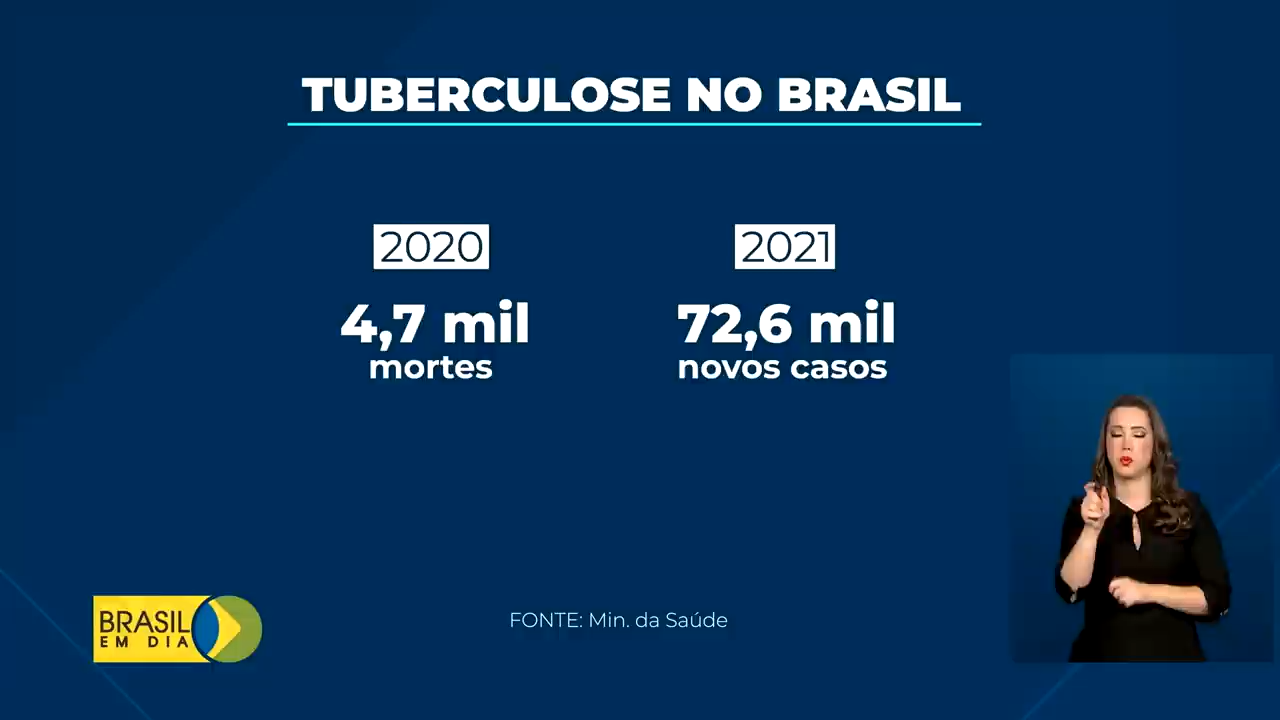 TUBERCULOSE NO BRASIL
2020
4,7 mil
mortes
2021
72,6 mil
novos casos
BRASIL
EM DIA
FONTE: Min. da Saúde